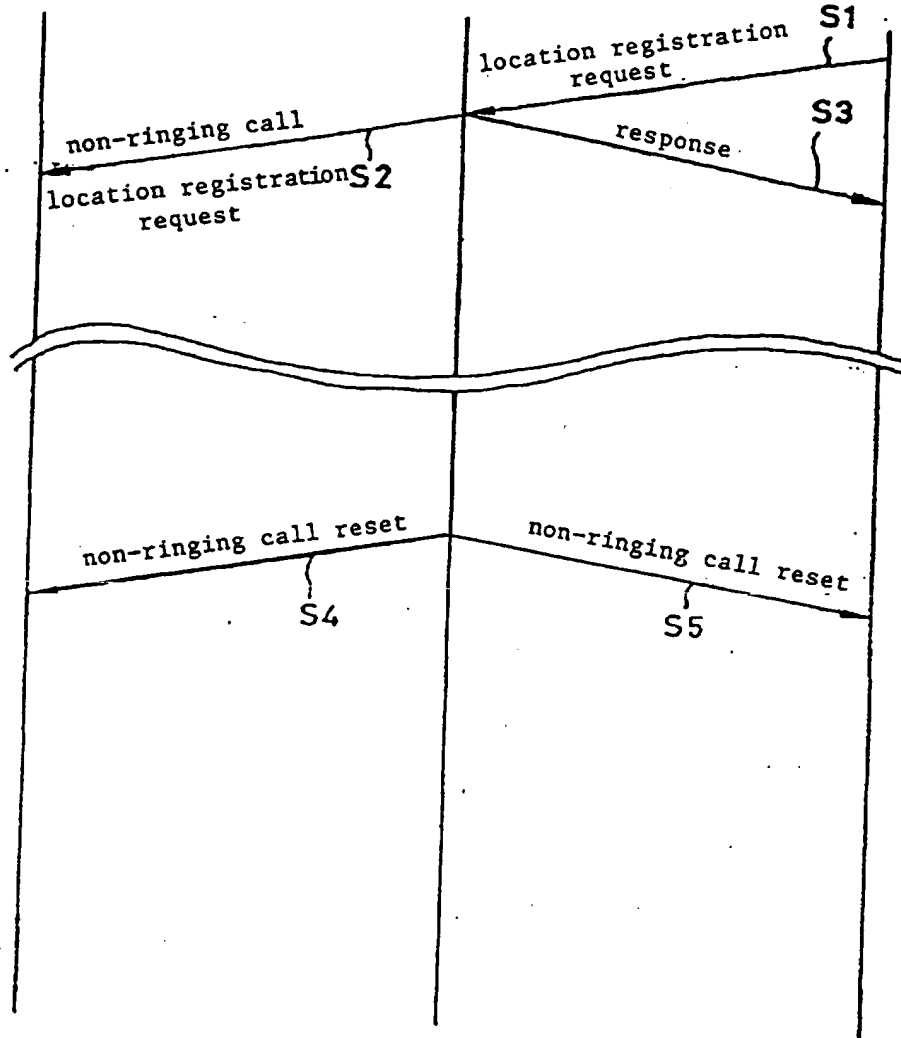 S1
location registration
request
S3
non-ringing call
response
S2
location registration
request
non-ringing call reset
non-ringing call reset
S4
S5